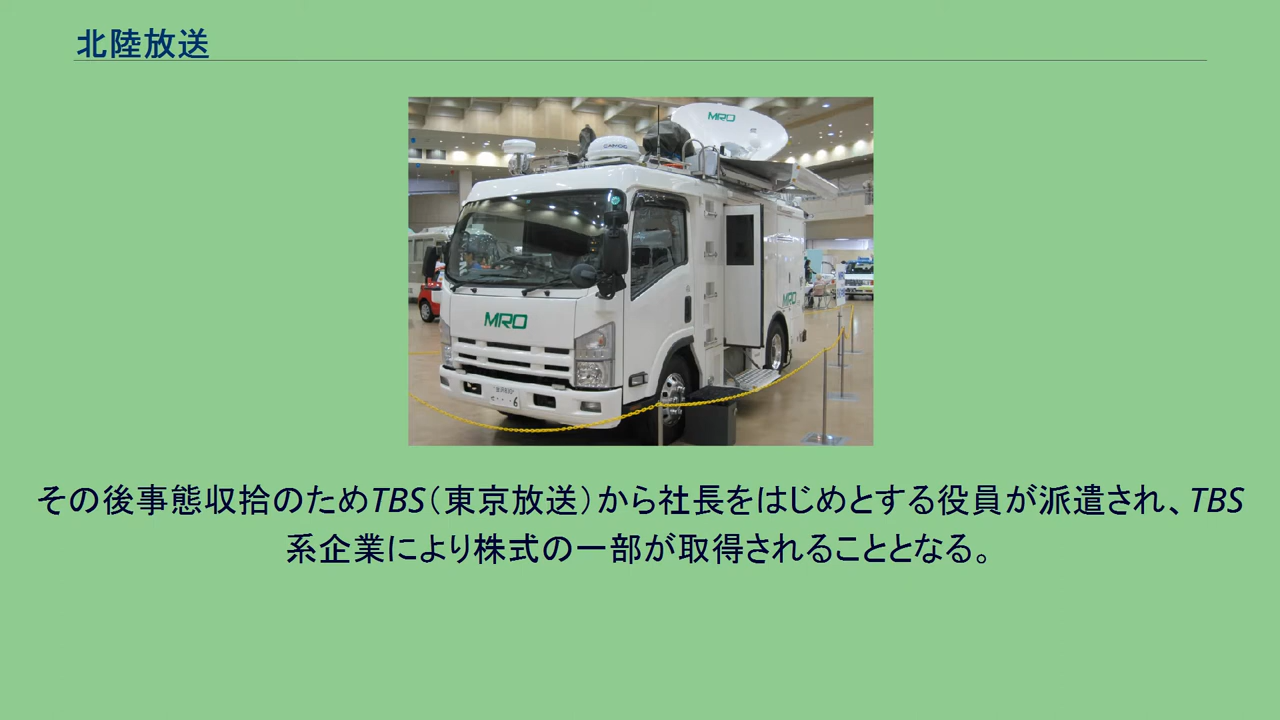 北陸放送
MRO
MRO
MRO
6
その後事態収拾のためTBS(東京放送)から社長をはじめとする役員が派遣され、TBS
系企業により株式の一部が取得されることとなる。